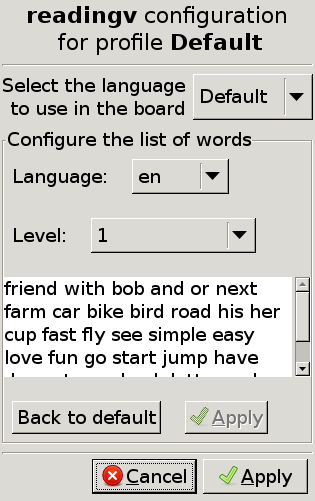 readingv configuration
for profile Default
Select the language
to use in the board
Default
Configure the list of words
Language:
en
Level:
1
friend with bob and or next
farm car bike bird road his her
cup fast fly see simple easy
love fun go start jump have
Back to default
Apply
Cancel
Apply